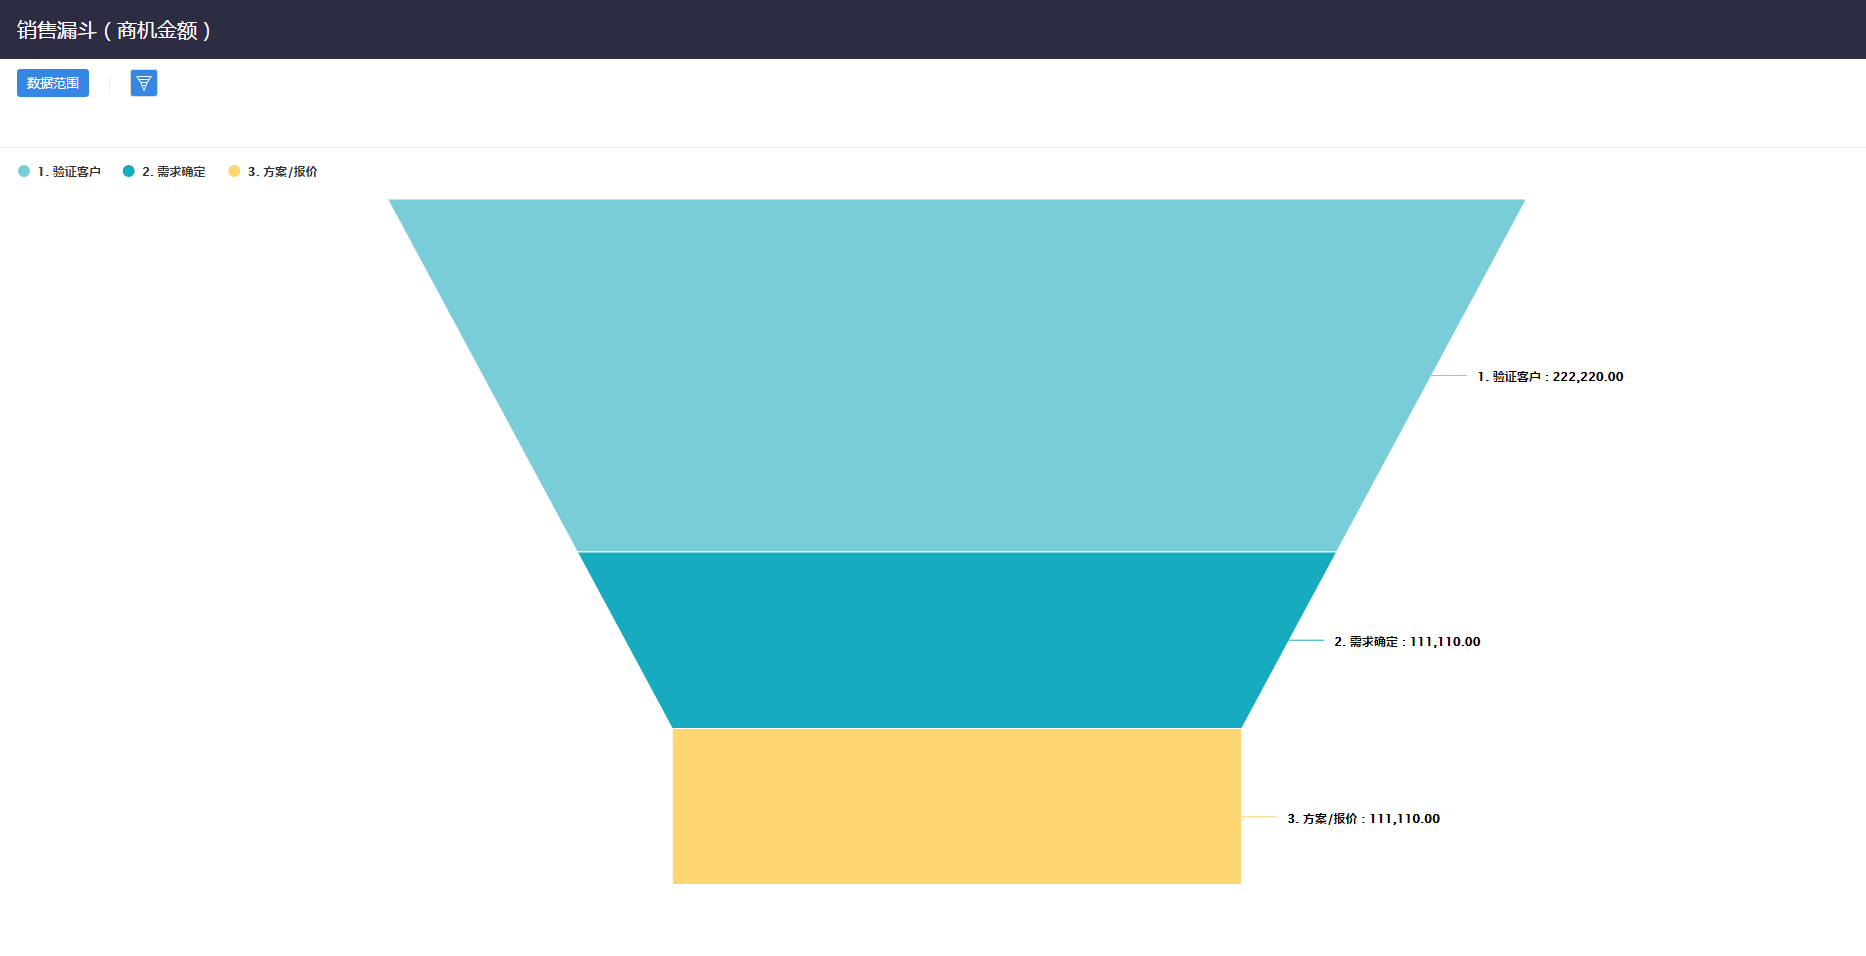 销售漏斗（商机金额）
数据范围
1. 验证客户 2. 需求确定 3. 方案/报价
1. 验证客户 : 222,220.00
2. 需求确定 : 111,110.00
3. 方案/报价 : 111,110.00